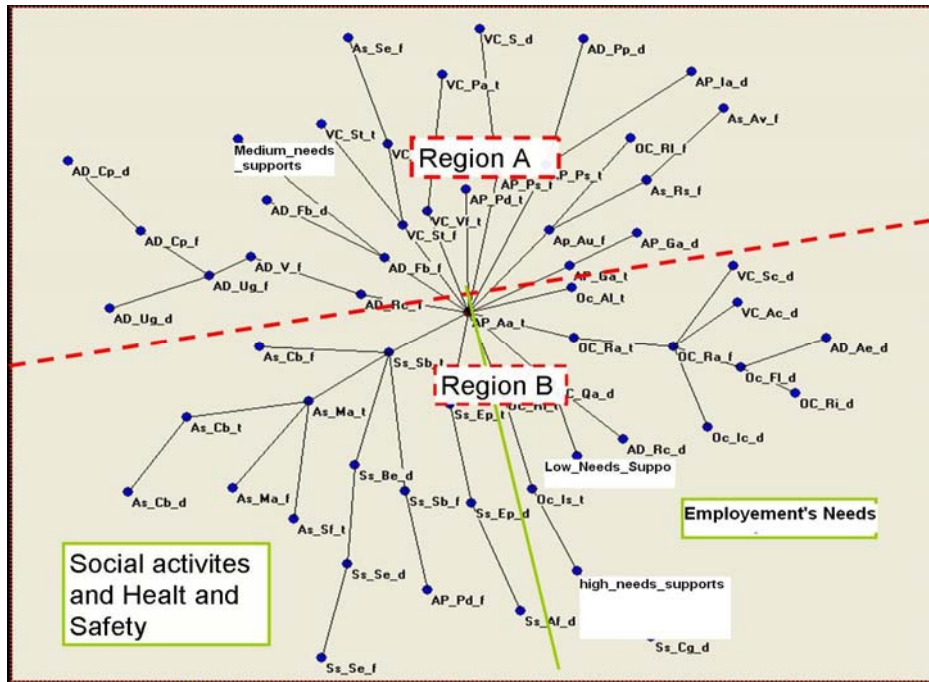 As_Se_f
VC_S_d
AD_Pp_d
VC_Pa_t
AP_Ia_d
As_Av_f
VC_St_t
OC_Rl_f
Medium_needs
_supports
Region A
AD_Cp_d
AP_Ps_t
As_Rs_f
AP_Pd_t
AD_Fb_d
VC_Vf_t
VC_St_f
Ap_Au_f
AP_Ga_d
AD_Cp_f
AD_V_f
AD_Fb_f
AP_Ga_t
AD_Ug_f
Oc_Al_t
VC_Sc_d
AD_Ug_d
AP_Aa_t
VC_Ac_d
As_Cb_f
Ss_Sb_t
OC_Ra_t
OC_Ra_f
AD_Ae_d
Region B
Oc_Fl_d
OC_Ri_d
As_Ma_t
Ss_Ep_t
As_Cb_t
Oc_Ic_d
AD_Rc_d
Low_Needs_Suppo
Ss_Be_d
As_Cb_d
As_Ma_f
Ss_Sb_f
Ss_Ep_d
Oc_Is_t
As_Sf_t
Employement's Needs
Social activites
and Healt and
Safety
Ss_Se_d
high_needs_supports
AP_Pd_f
Ss_Af_d
Ss_Cg_d
Ss_Se_f